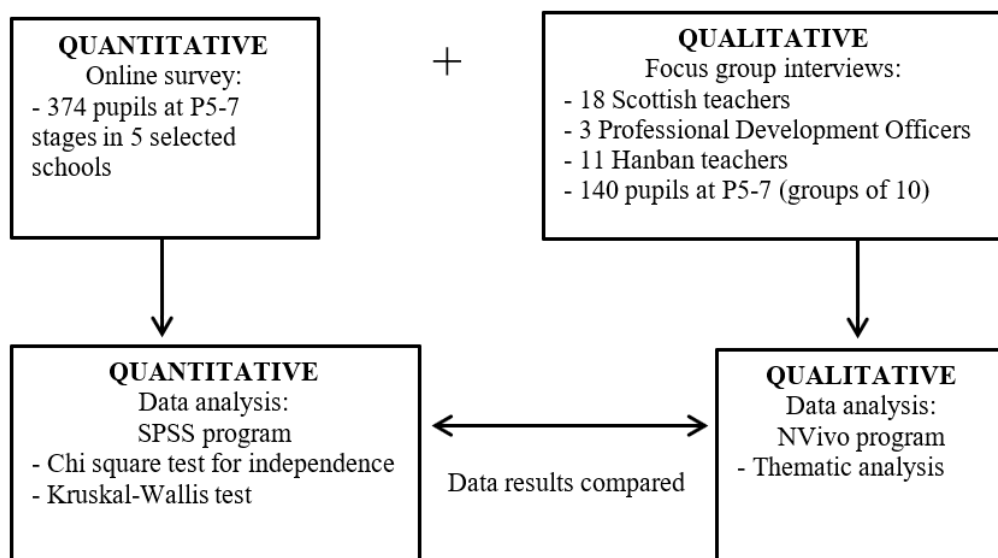 QUANTITATIVE
Online survey:
- 374 pupils at P5-7
stages in 5 selected
schools
+
QUALITATIVE
Focus group interviews:
- 18 Scottish teachers
- 3 Professional Development Officers
- 11 Hanban teachers
- 140 pupils at P5-7 (groups of 10)
QUANTITATIVE
Data analysis:
SPSS program
- Chi square test for independence
- Kruskal-Wallis test
Data results compared
QUALITATIVE
Data analysis:
NVivo program
- Thematic analysis